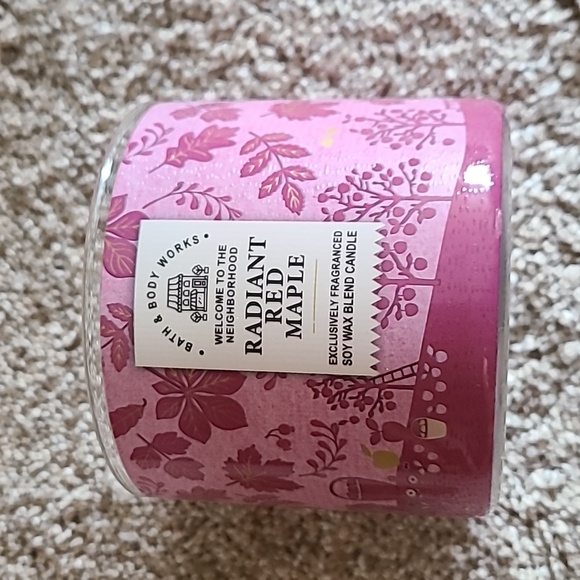 • BATH & BODY WORKS •
WELCOME TO THE
NEIGHBORHOOD
RADIANT
RED
MAPLE
EXCLUSIVELY FRAGRANCED
SOY WAX BLEND CANDLE